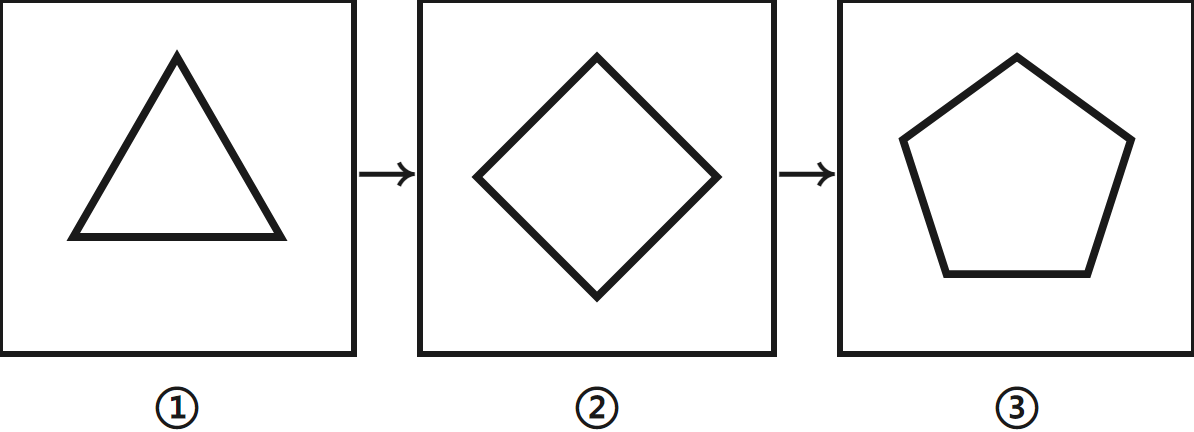 ① ② ③